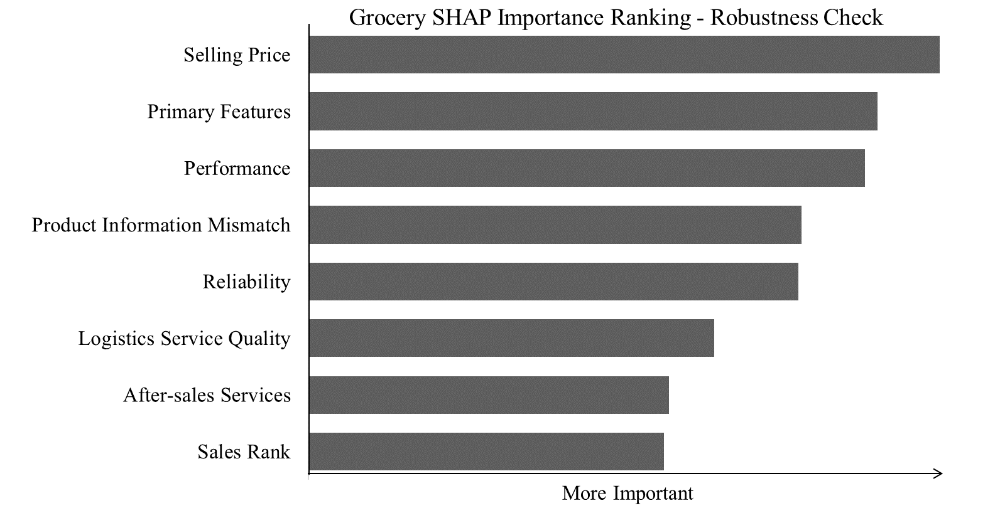 Grocery SHAP Importance Ranking - Robustness Check
Selling Price
Primary Features
Performance
Product Information Mismatch
Reliability
Logistics Service Quality
After-sales Services
Sales Rank
More Important